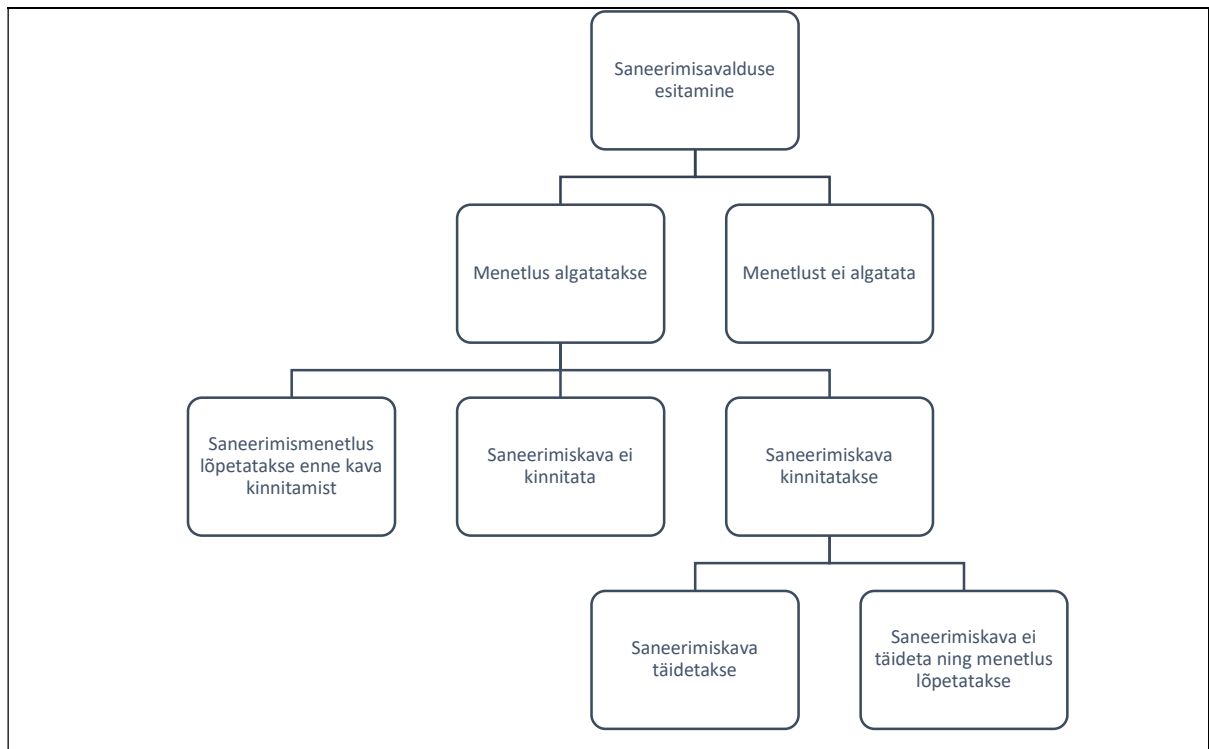 Saneerimisavalduse
esitamine
Menetlus algatatakse
Menetlust ei algatata
Saneerimismenetlus
lõpetatakse enne kava
kinnitamist
Saneerimiskava ei
kinnitata
Saneerimiskava
kinnitatakse
Saneerimiskava
täidetakse
Saneerimiskava ei
täideta ning menetlus
lõpetatakse